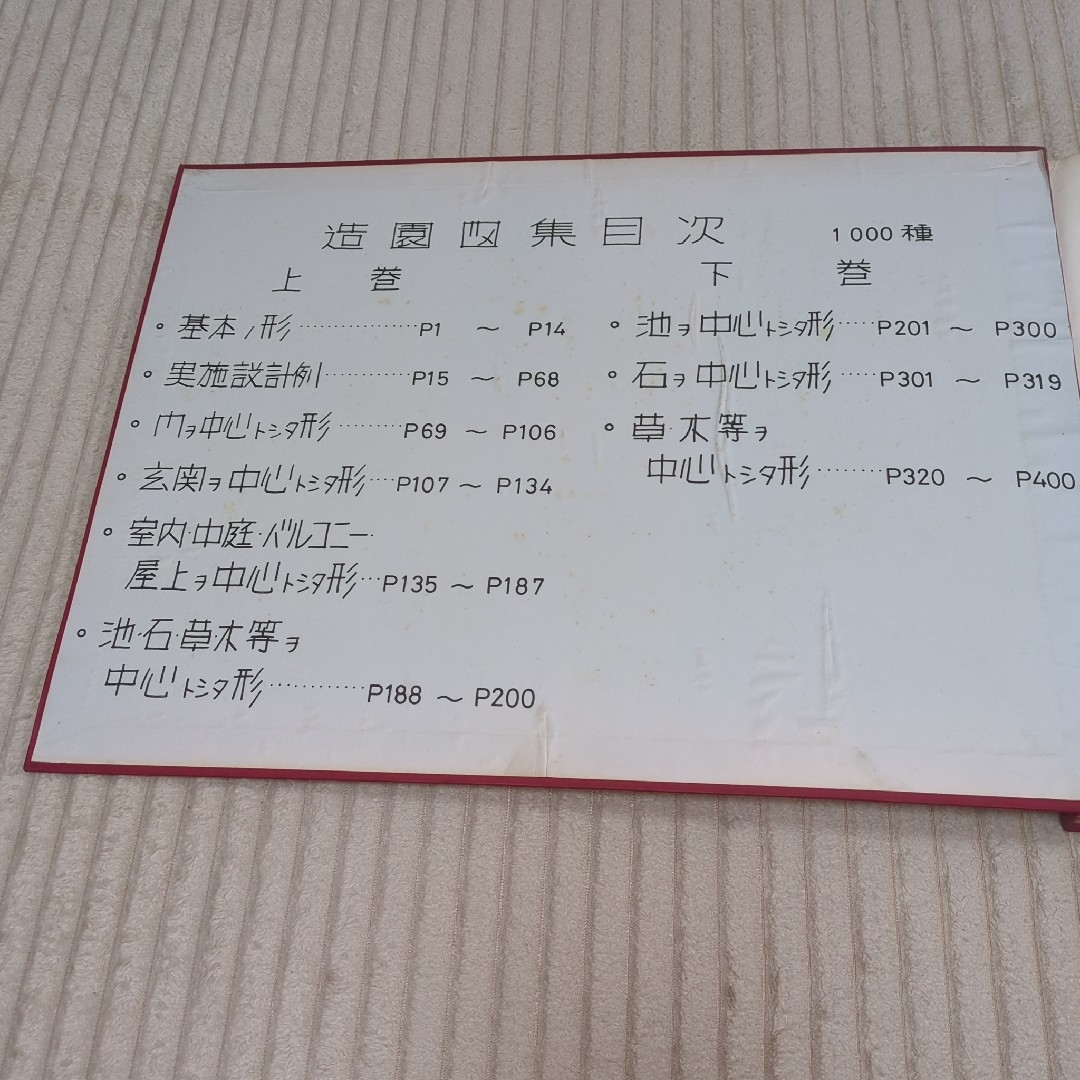 造園図集目次 1000種
上巻
・基本ノ形………………P1 ～ P14
・実施設計例…………P15 ～ P68
・門ヲ中心トシタ形………P69 ～ P106
・玄関ヲ中心トシタ形…P107 ～ P134
・室内・中庭・バルコニー・
屋上ヲ中心トシタ形…P135 ～ P187
・池・石・草木等ヲ
中心トシタ形…………P188 ～ P200
下巻
・池ヲ中心トシタ形……P201 ～ P300
・石ヲ中心トシタ形……P301 ～ P319
・草・木等ヲ
中心トシタ形………P320 ～ P400